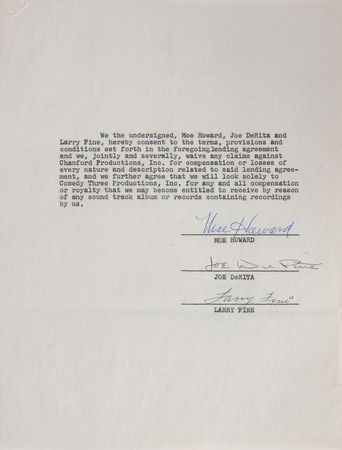 We the undersigned, Moe Howard, Joe DeRita and
Larry Fine, hereby consent to the terms, provisions and
conditions set forth in the foregoinglending agreement
and we, jointly and severally, waive any claims against
Chanford Productions, Inc. for compensation or losses of
every nature and description related to said lending agree-
ment, and we further agree that we will look solely to
Comedy Three Productions, Inc. for any and all compensation
or royalty that we may become entitled to receive by reason
of any sound track album or records containing recordings
by us.
Moe Howard
MOE HOWARD
Joe De Rita
JOE DeRITA
Larry Fine
LARRY FINE